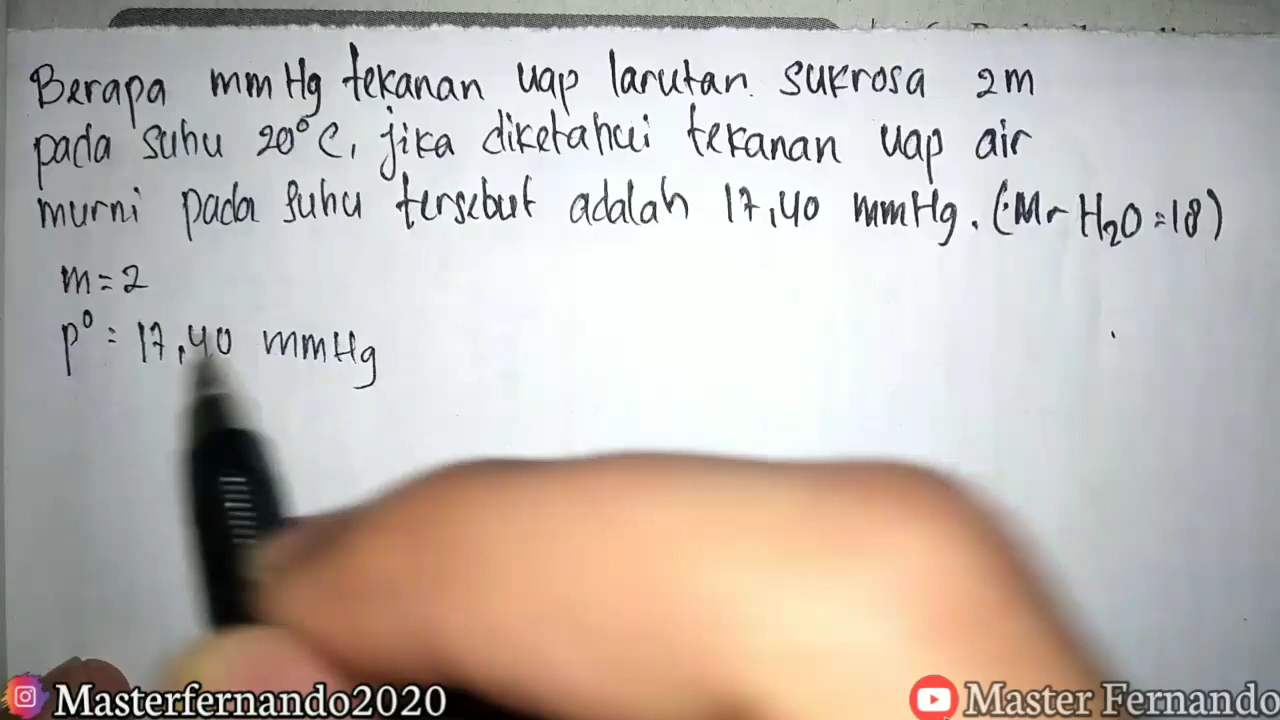 Berapa mmHg tekanan uap larutan sukrosa 2m
pada suhu 20°C, jika diketahui tekanan uap air
murni pada suhu tersebut adalah 17,40 mmHg. (Mr H₂O=18)
m=2
p⁰ = 17,40 mmHg
Masterfernando2020
Master Fernando